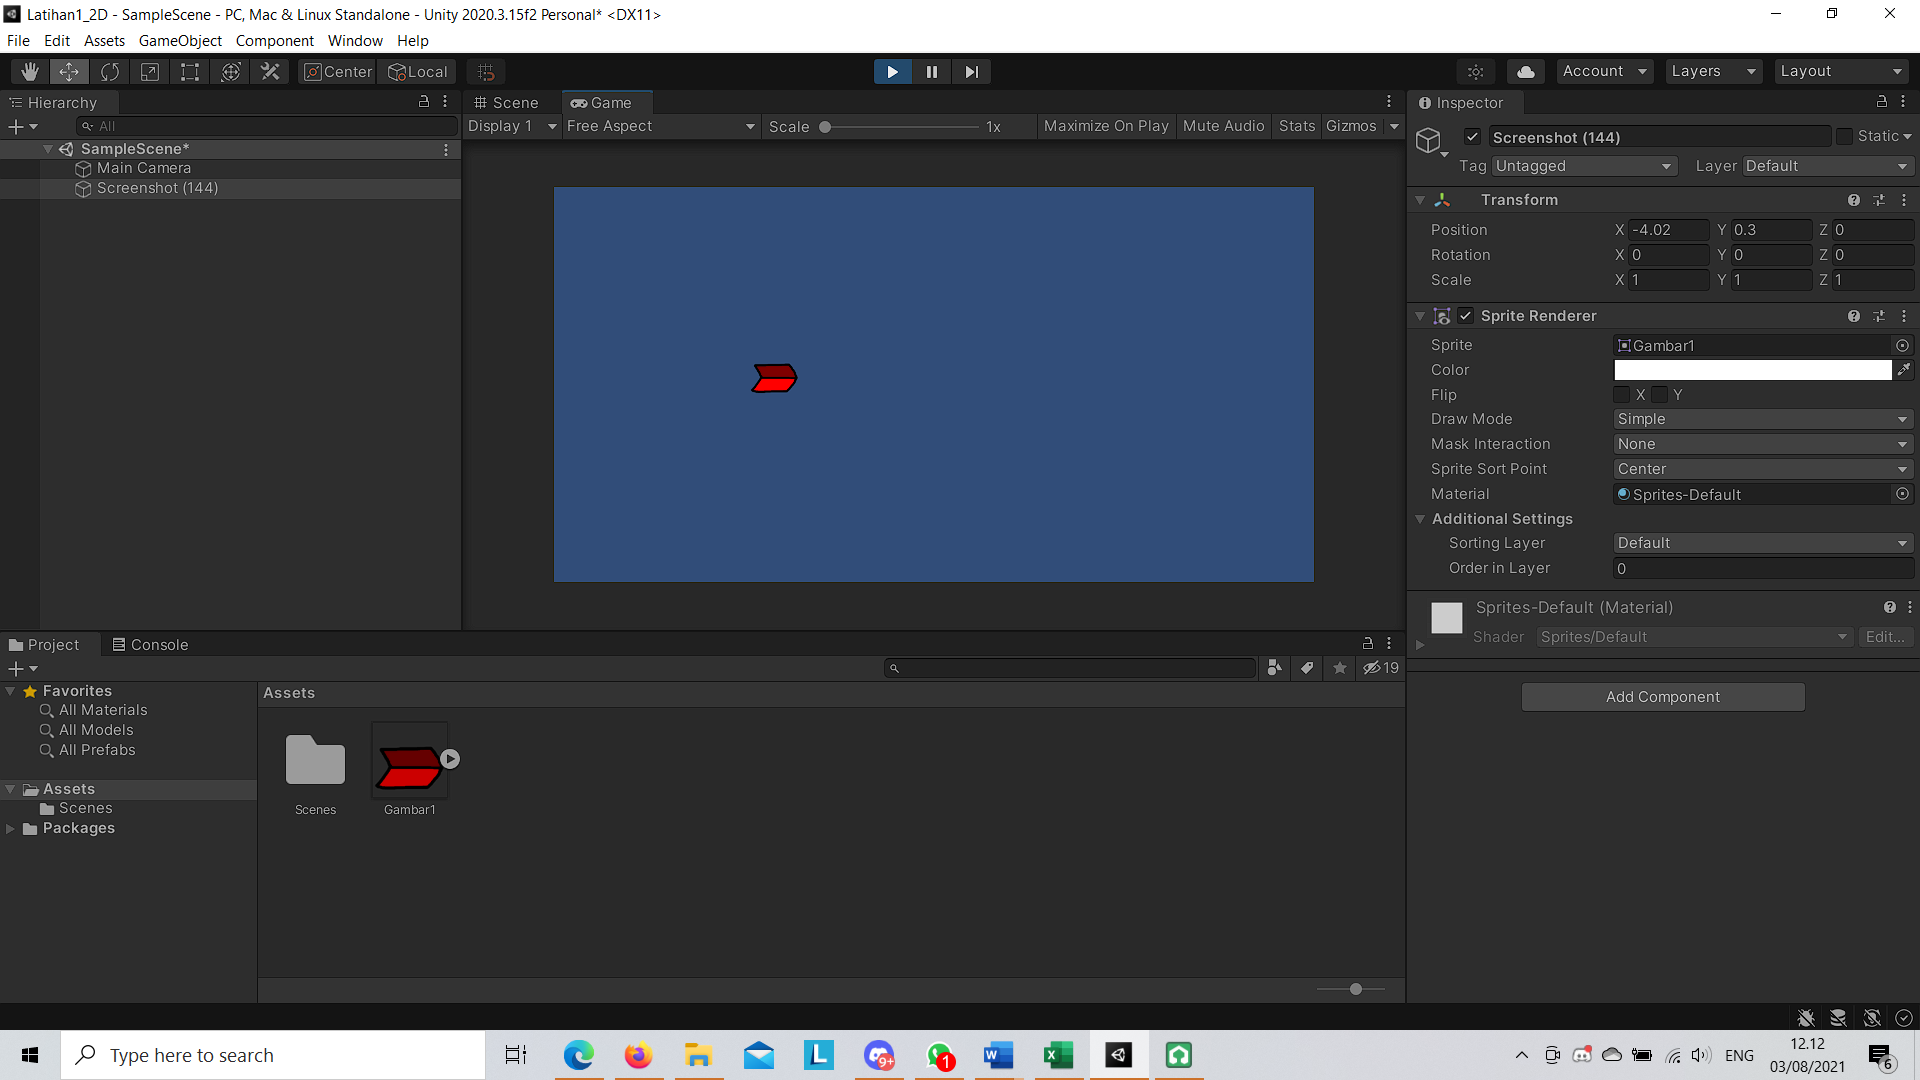 Latihan1_2D - SampleScene - PC, Mac & Linux Standalone - Unity 2020.3.15f2 Personal* <DX11>
File Edit Assets GameObject Component Window Help
Center Local Account Layers Layout
Hierarchy
All
SampleScene*
Main Camera
Screenshot (144)
Scene Game
Display 1 Free Aspect Scale 1x Maximize On Play Mute Audio Stats Gizmos
Inspector
Screenshot (144) Static
Tag Untagged Layer Default
Transform
Position X -4.02 Y 0.3 Z 0
Rotation X 0 Y 0 Z 0
Scale X 1 Y 1 Z 1
Sprite Renderer
Sprite Gambar1
Color
Flip X Y
Draw Mode Simple
Mask Interaction None
Sprite Sort Point Center
Material Sprites-Default
Additional Settings
Sorting Layer Default
Order in Layer 0
Sprites-Default (Material)
Shader Sprites/Default Edit...
Add Component
Project Console
19
Favorites
All Materials
All Models
All Prefabs
Assets
Scenes
Packages
Assets
Scenes Gambar1
Type here to search
9+
1
ENG
12.12
03/08/2021
6